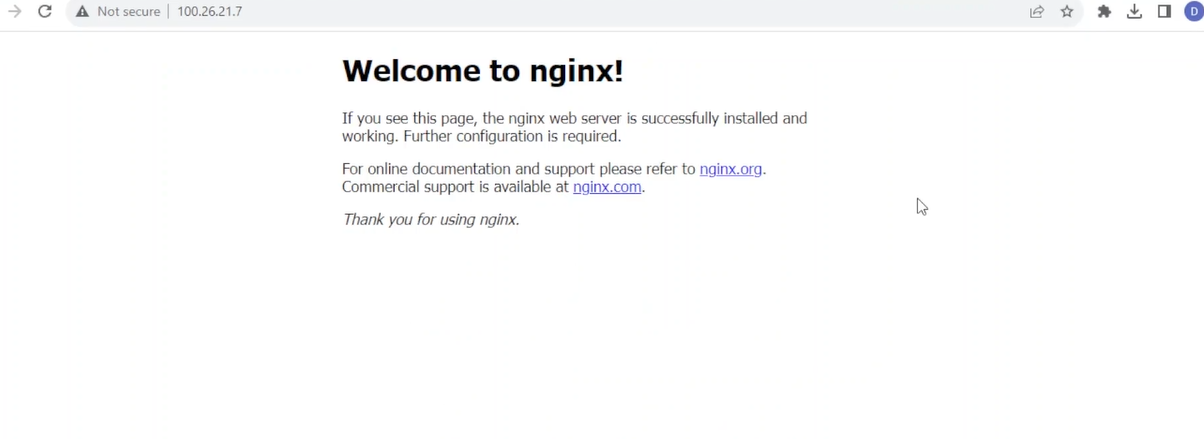 Not secure 100.26.21.7
D
Welcome to nginx!
If you see this page, the nginx web server is successfully installed and
working. Further configuration is required.
For online documentation and support please refer to nginx.org.
Commercial support is available at nginx.com.
Thank you for using nginx.